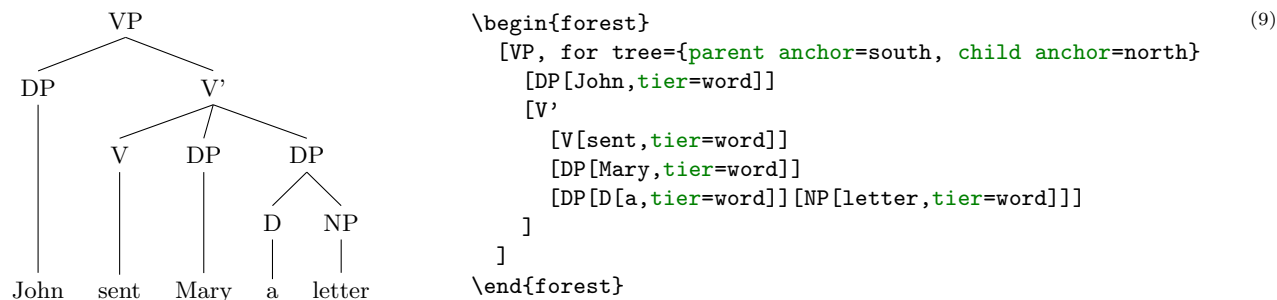 VP
DP V'
V DP DP
D NP
John sent Mary a letter
\begin{forest}
(9)
[VP, for tree={parent anchor=south, child anchor=north}
[DP[John,tier=word]]
[V’
[V[sent,tier=word]]
[DP[Mary,tier=word]]
[DP[D[a,tier=word]][NP[letter,tier=word]]]
]
]
\end{forest}